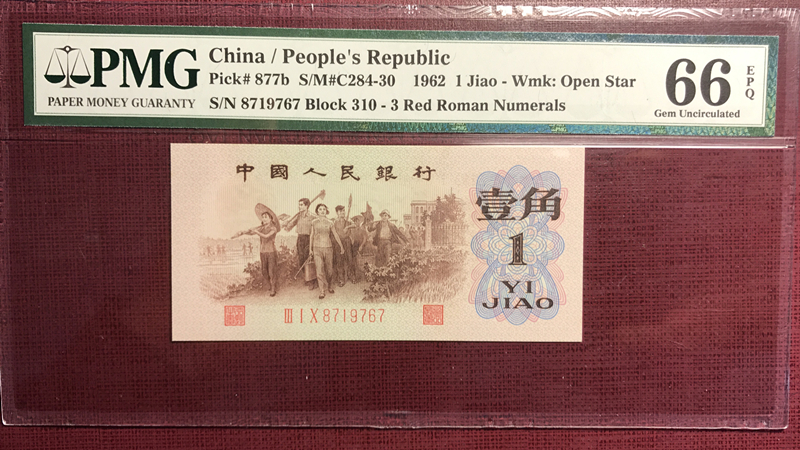 PMG
PAPER MONEY GUARANTY
China / People's Republic
Pick# 877b S/M#C284-30 1962 1 Jiao - Wmk: Open Star
S/N 8719767 Block 310 - 3 Red Roman Numerals
66
EPQ
Gem Uncirculated
中國人民銀行
壹角
1
YI
JIAO
III I X 8719767